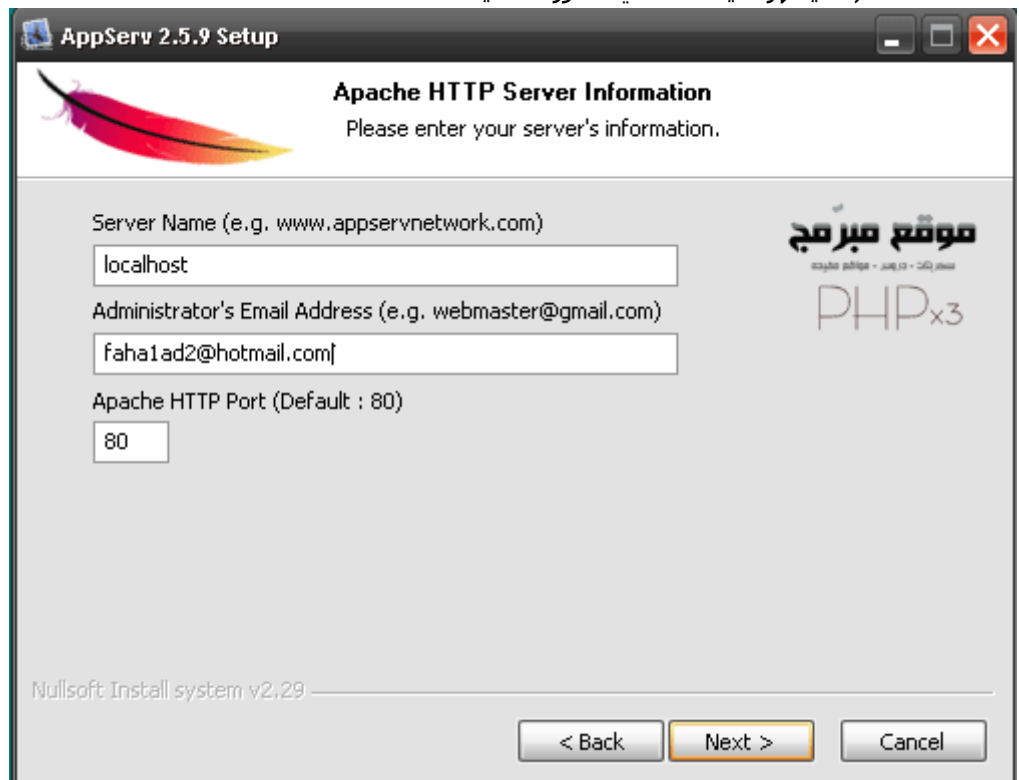 AppServ 2.5.9 Setup
Apache HTTP Server Information
Please enter your server's information.
Server Name (e.g. www.appservnetwork.com)
localhost
Administrator's Email Address (e.g. webmaster@gmail.com)
faha1ad2@hotmail.com
Apache HTTP Port (Default : 80)
80
موقع مبرمج
PHPx3
Nullsoft Install system v2.29
< Back
Next >
Cancel